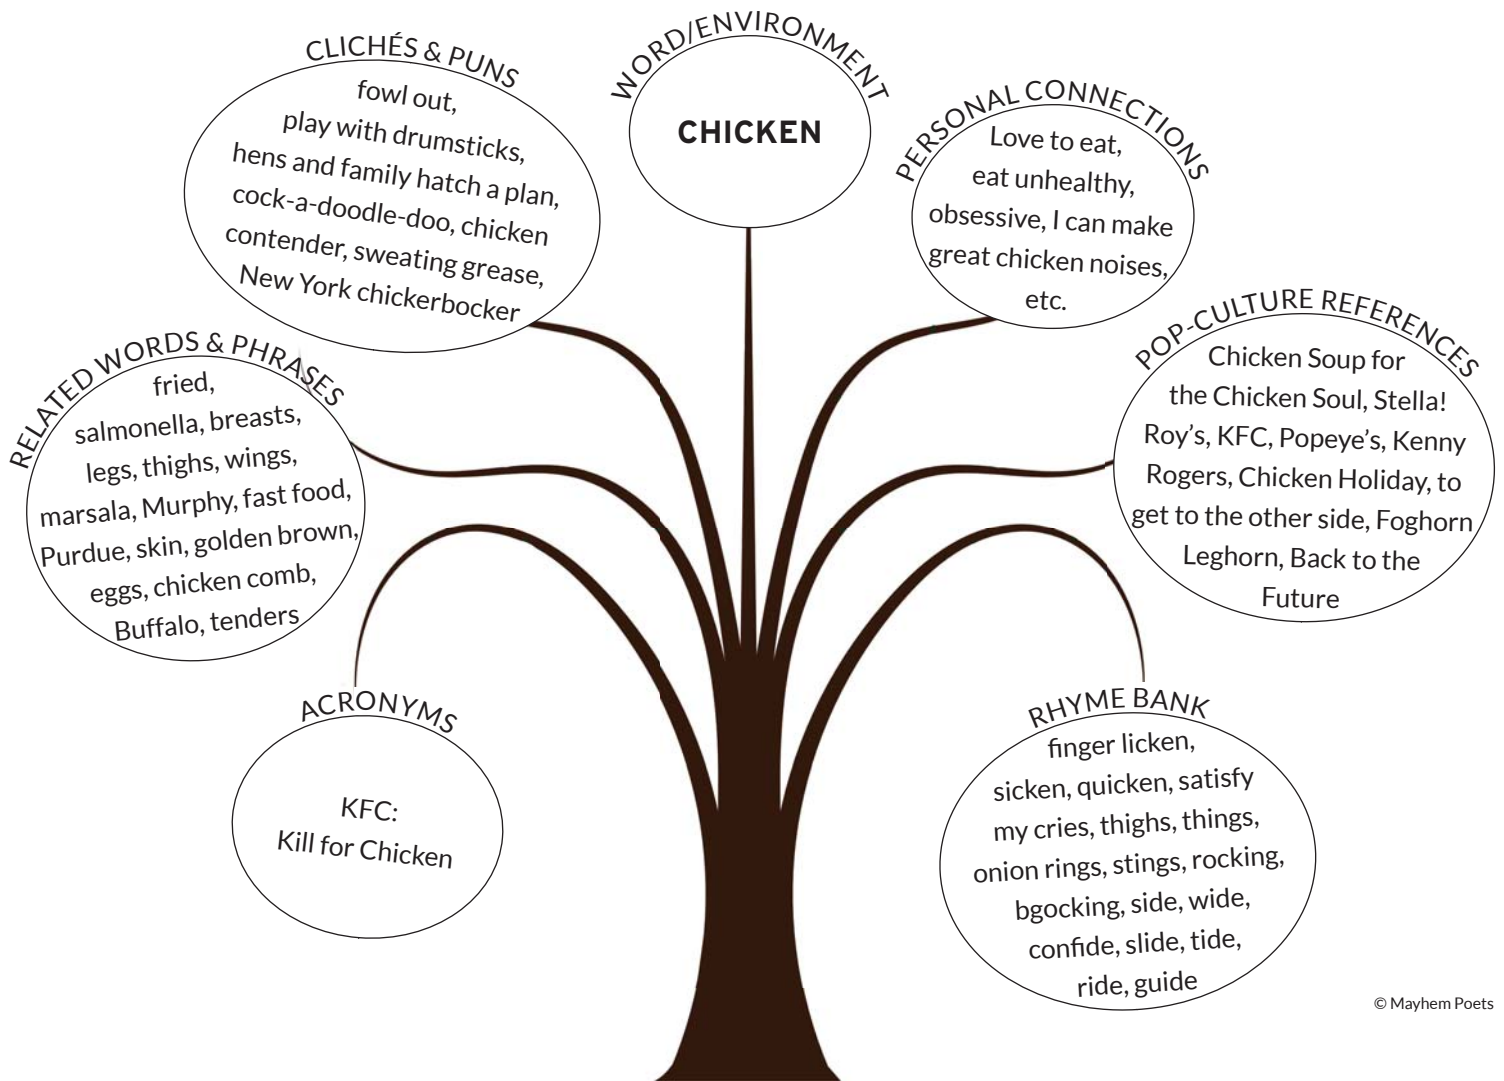 CLICHÉS & PUNS
fowl out,
play with drumsticks,
hens and family hatch a plan,
cock-a-doodle-doo, chicken
contender, sweating grease,
New York chickerbocker
WORD/ENVIRONMENT
CHICKEN
PERSONAL CONNECTIONS
Love to eat,
eat unhealthy,
obsessive, I can make
great chicken noises,
etc.
RELATED WORDS & PHRASES
fried,
salmonella, breasts,
legs, thighs, wings,
marsala, Murphy, fast food,
Purdue, skin, golden brown,
eggs, chicken comb,
Buffalo, tenders
POP-CULTURE REFERENCES
Chicken Soup for
the Chicken Soul, Stella!
Roy’s, KFC, Popeye’s, Kenny
Rogers, Chicken Holiday, to
get to the other side, Foghorn
Leghorn, Back to the
Future
ACRONYMS
KFC:
Kill for Chicken
RHYME BANK
finger licken,
sicken, quicken, satisfy
my cries, thighs, things,
onion rings, stings, rocking,
bgocking, side, wide,
confide, slide, tide,
ride, guide
© Mayhem Poets